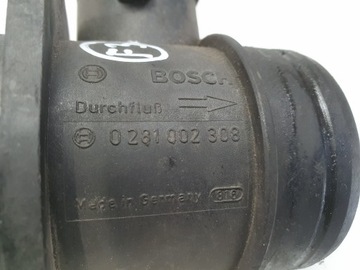 BOSCH
Durchfluß
0 281 002 308
Made in Germany